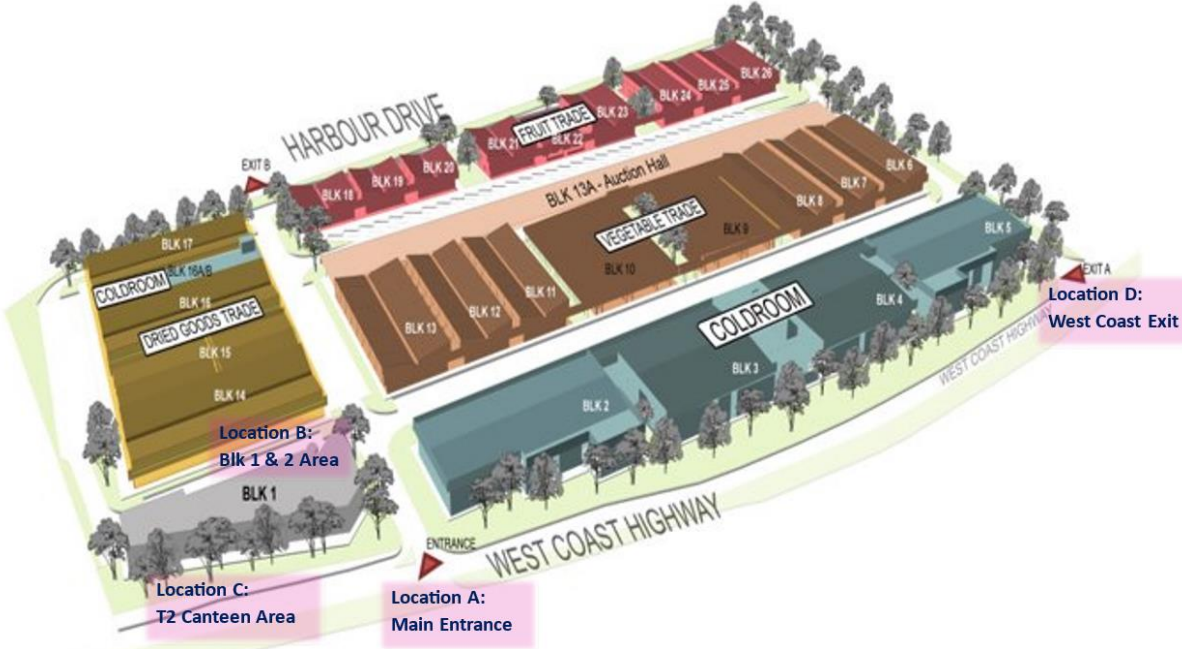 HARBOUR DRIVE
EXIT B
BLK 17
BLK 16A/B
COLDROOM
BLK 16
DRIED GOODS TRADE
BLK 15
BLK 14
BLK 18
BLK 19
BLK 20
BLK 21
FRUIT TRADE
BLK 22
BLK 23
BLK 24
BLK 25
BLK 26
BLK 13A - Auction Hall
BLK 13
BLK 12
BLK 11
VEGETABLE TRADE
BLK 10
BLK 9
BLK 8
BLK 7
BLK 6
COLDROOM
BLK 2
BLK 3
BLK 4
BLK 5
EXIT A
Location D:
West Coast Exit
WEST COAST HIGHWAY
Location B:
Blk 1 & 2 Area
BLK 1
ENTRANCE
WEST COAST HIGHWAY
Location C:
T2 Canteen Area
Location A:
Main Entrance